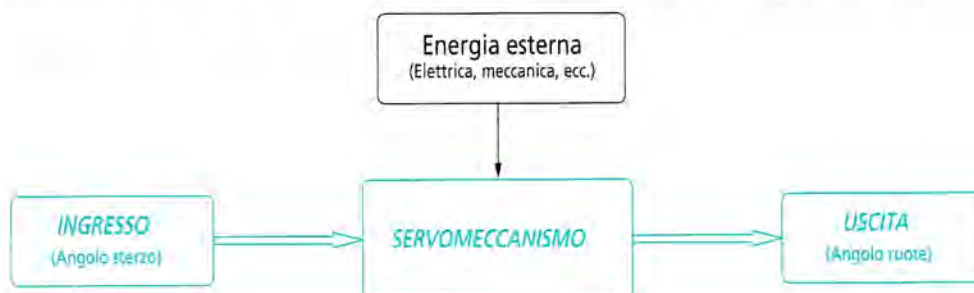 Energia esterna
(Elettrica, meccanica, ecc.)
INGRESSO
(Angolo sterzo)
SERVOMECCANISMO
USCITA
(Angolo ruote)